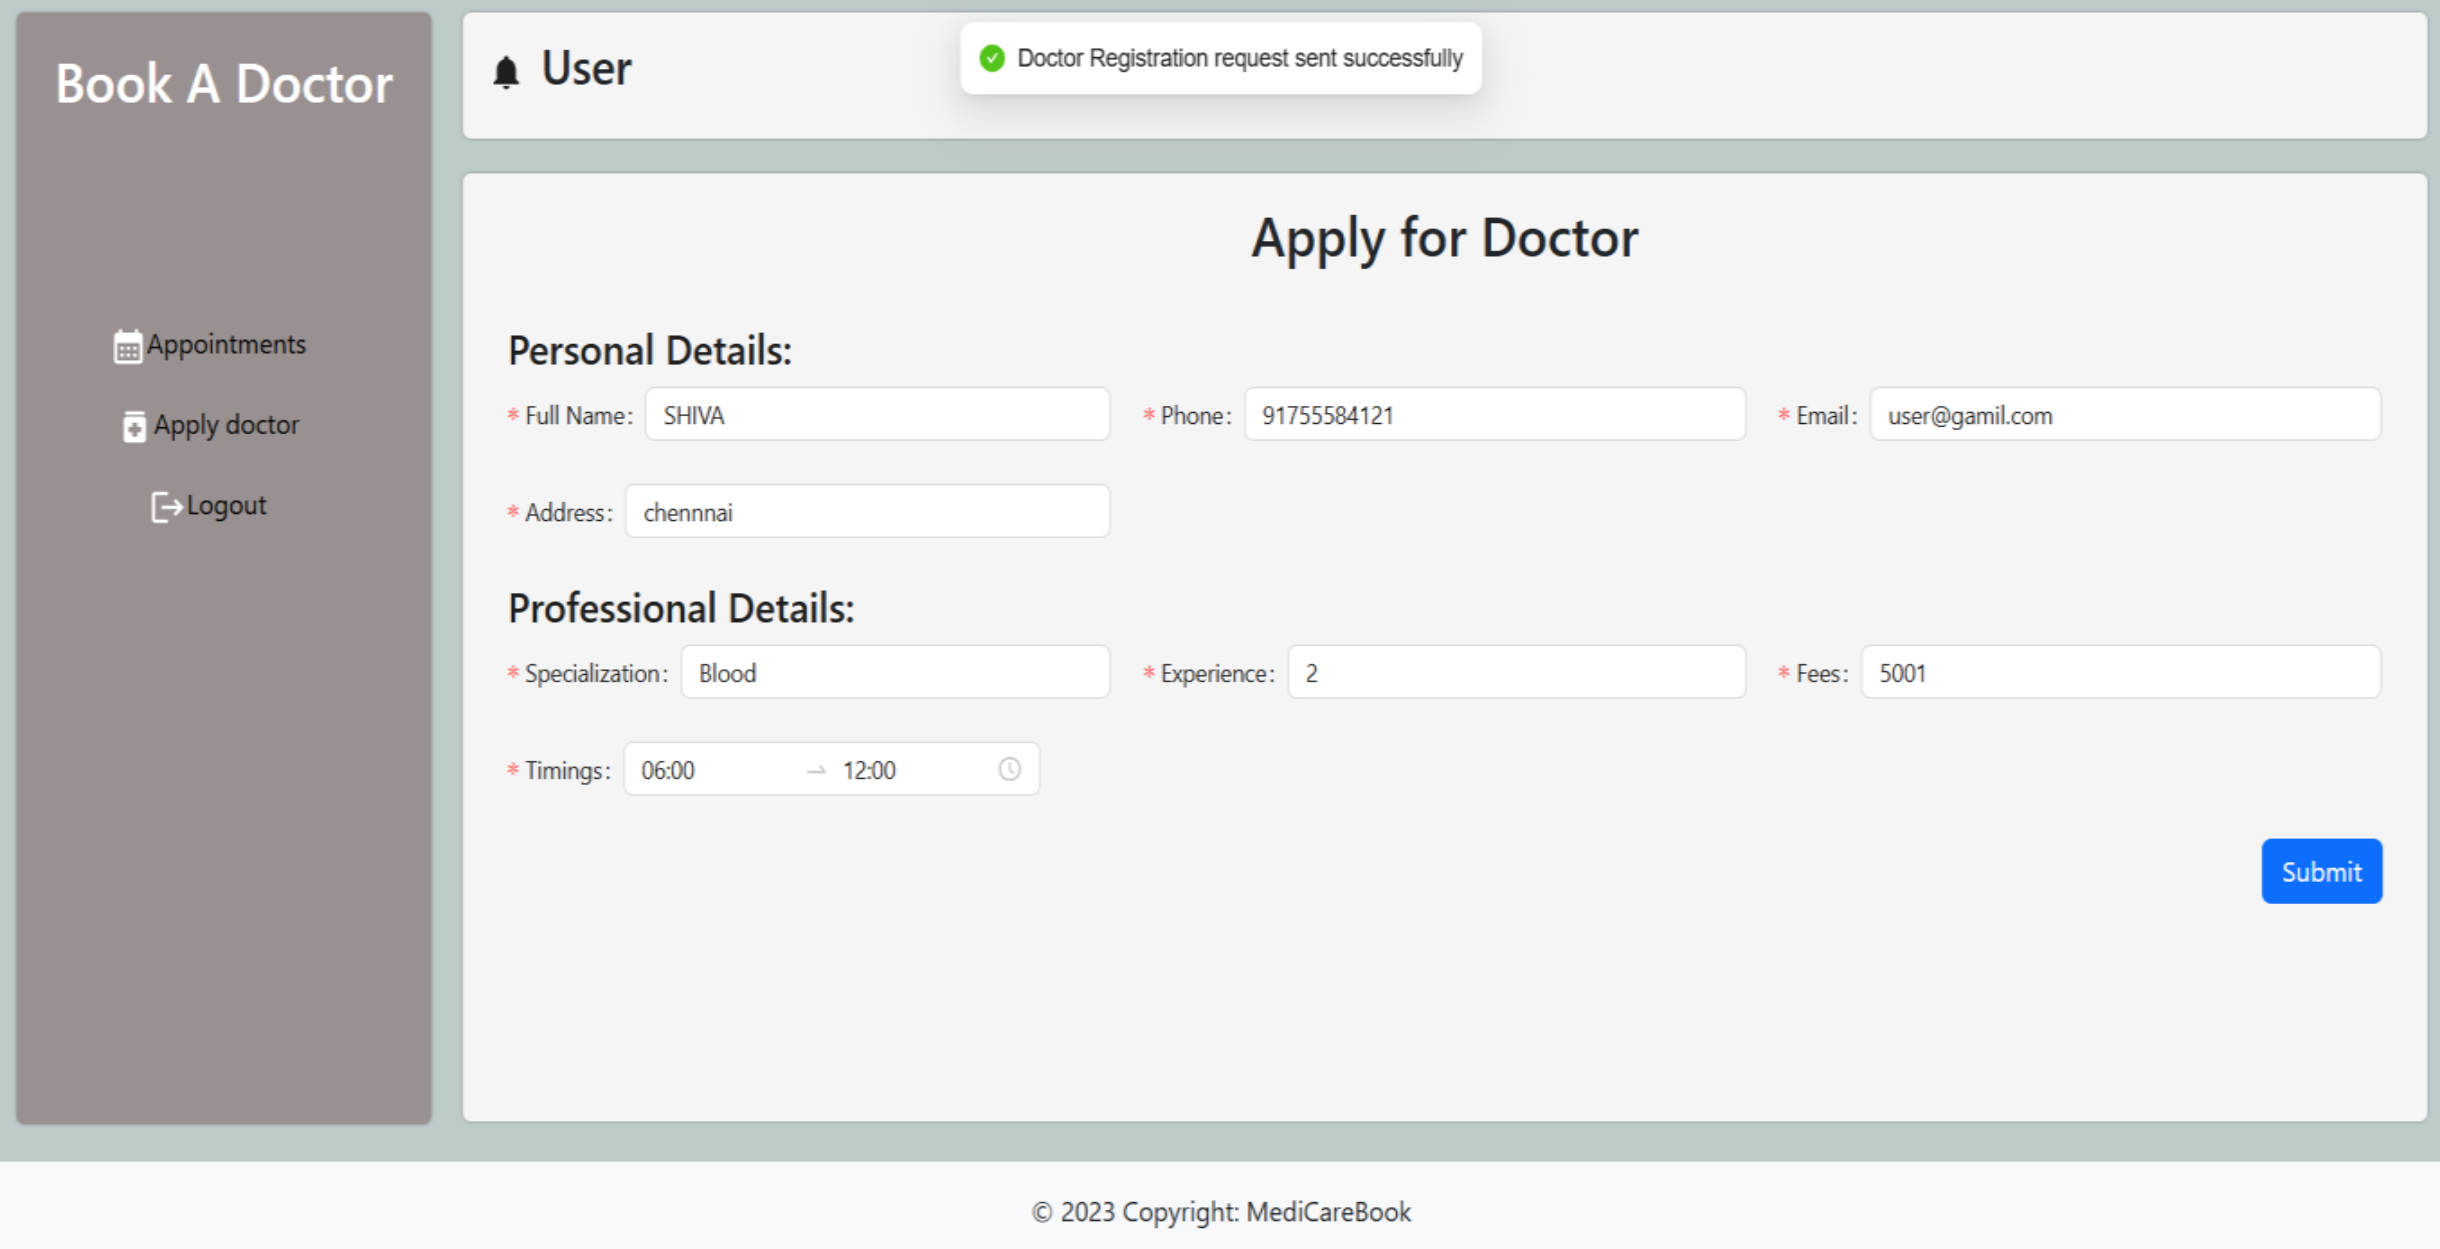 Book A Doctor
Appointments
Apply doctor
Logout
User
Doctor Registration request sent successfully
Apply for Doctor
Personal Details:
* Full Name: SHIVA * Phone: 91755584121 * Email: user@gamil.com
* Address: chennnai
Professional Details:
* Specialization: Blood * Experience: 2 * Fees: 5001
* Timings: 06:00 → 12:00
Submit
© 2023 Copyright: MediCareBook